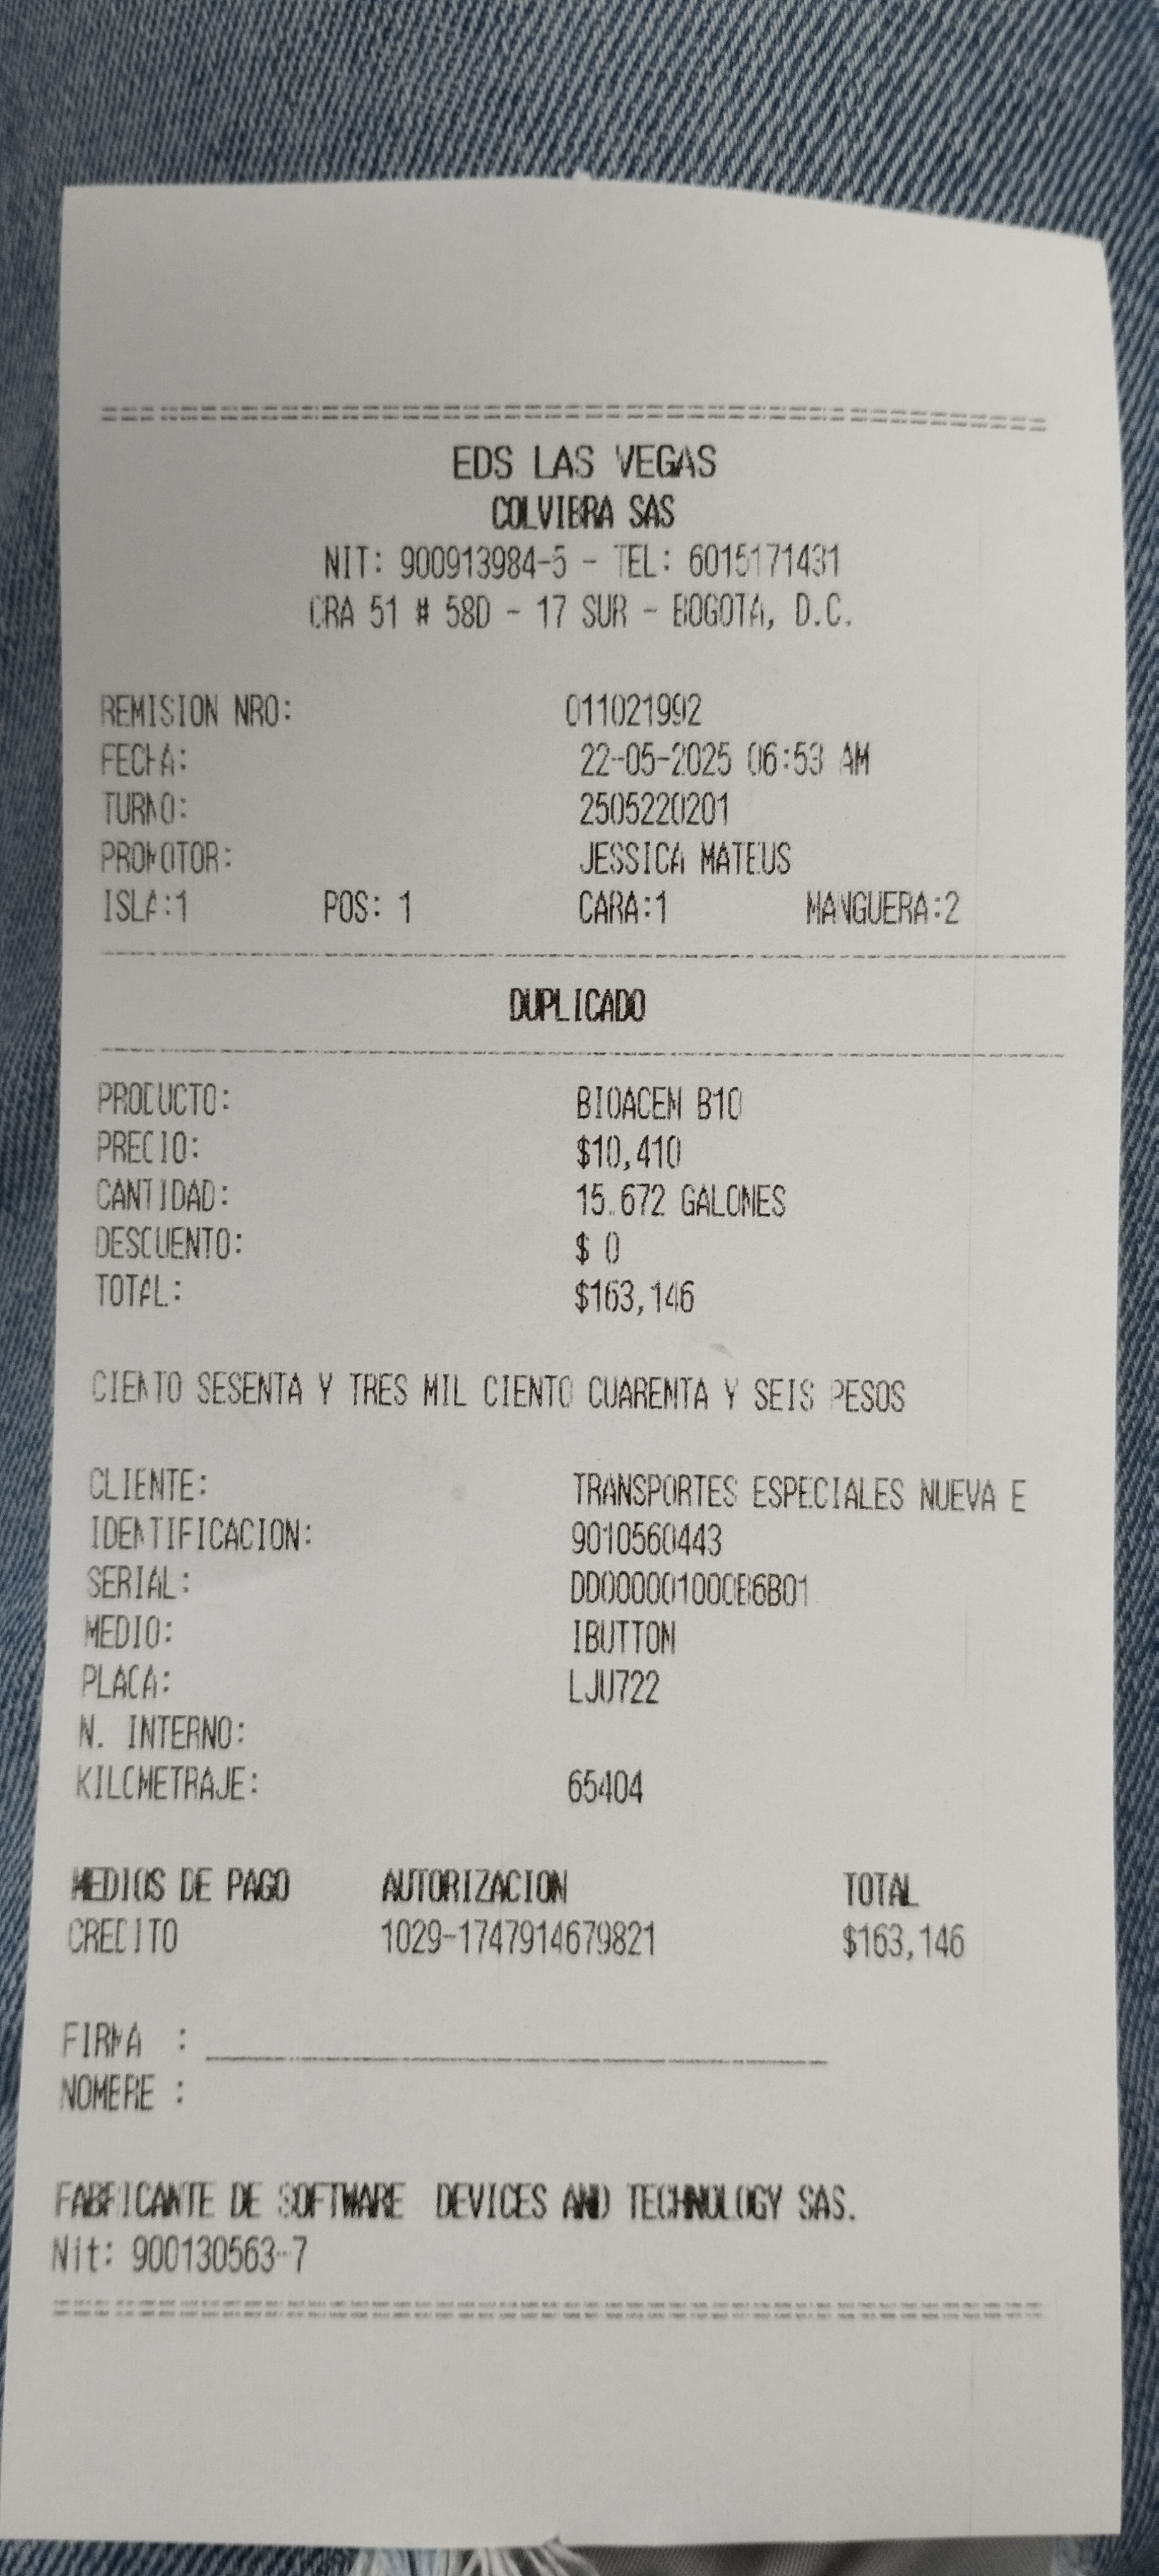 EDS LAS VEGAS
COLVIBRA SAS
NIT: 900913984-5 - TEL: 6015171431
CRA 51 # 58D - 17 SUR - BOGOTA, D.C.
REMISION NRO: 011021992
FECHA: 22-05-2025 06:53 AM
TURNO: 2505220201
PROMOTOR: JESSICA MATEUS
ISLA:1 POS: 1 CARA:1 MANGUERA:2
DUPLICADO
PRODUCTO: BIOACEM B10
PRECIO: $10,410
CANTIDAD: 15.672 GALONES
DESCUENTO: $ 0
TOTAL: $163,146
CIENTO SESENTA Y TRES MIL CIENTO CUARENTA Y SEIS PESOS
CLIENTE: TRANSPORTES ESPECIALES NUEVA E
IDENTIFICACION: 9010560443
SERIAL:
MEDIO: IBUTTON
PLACA: LJU722
N. INTERNO:
KILOMETRAJE: 65404
MEDIOS DE PAGO AUTORIZACION TOTAL
CREDITO 1029-1747914679821 $163,146
FIRMA :
NOMBRE :
FABRICANTE DE SOFTWARE DEVICES AND TECHNOLOGY SAS.
Nit: 900130563-7